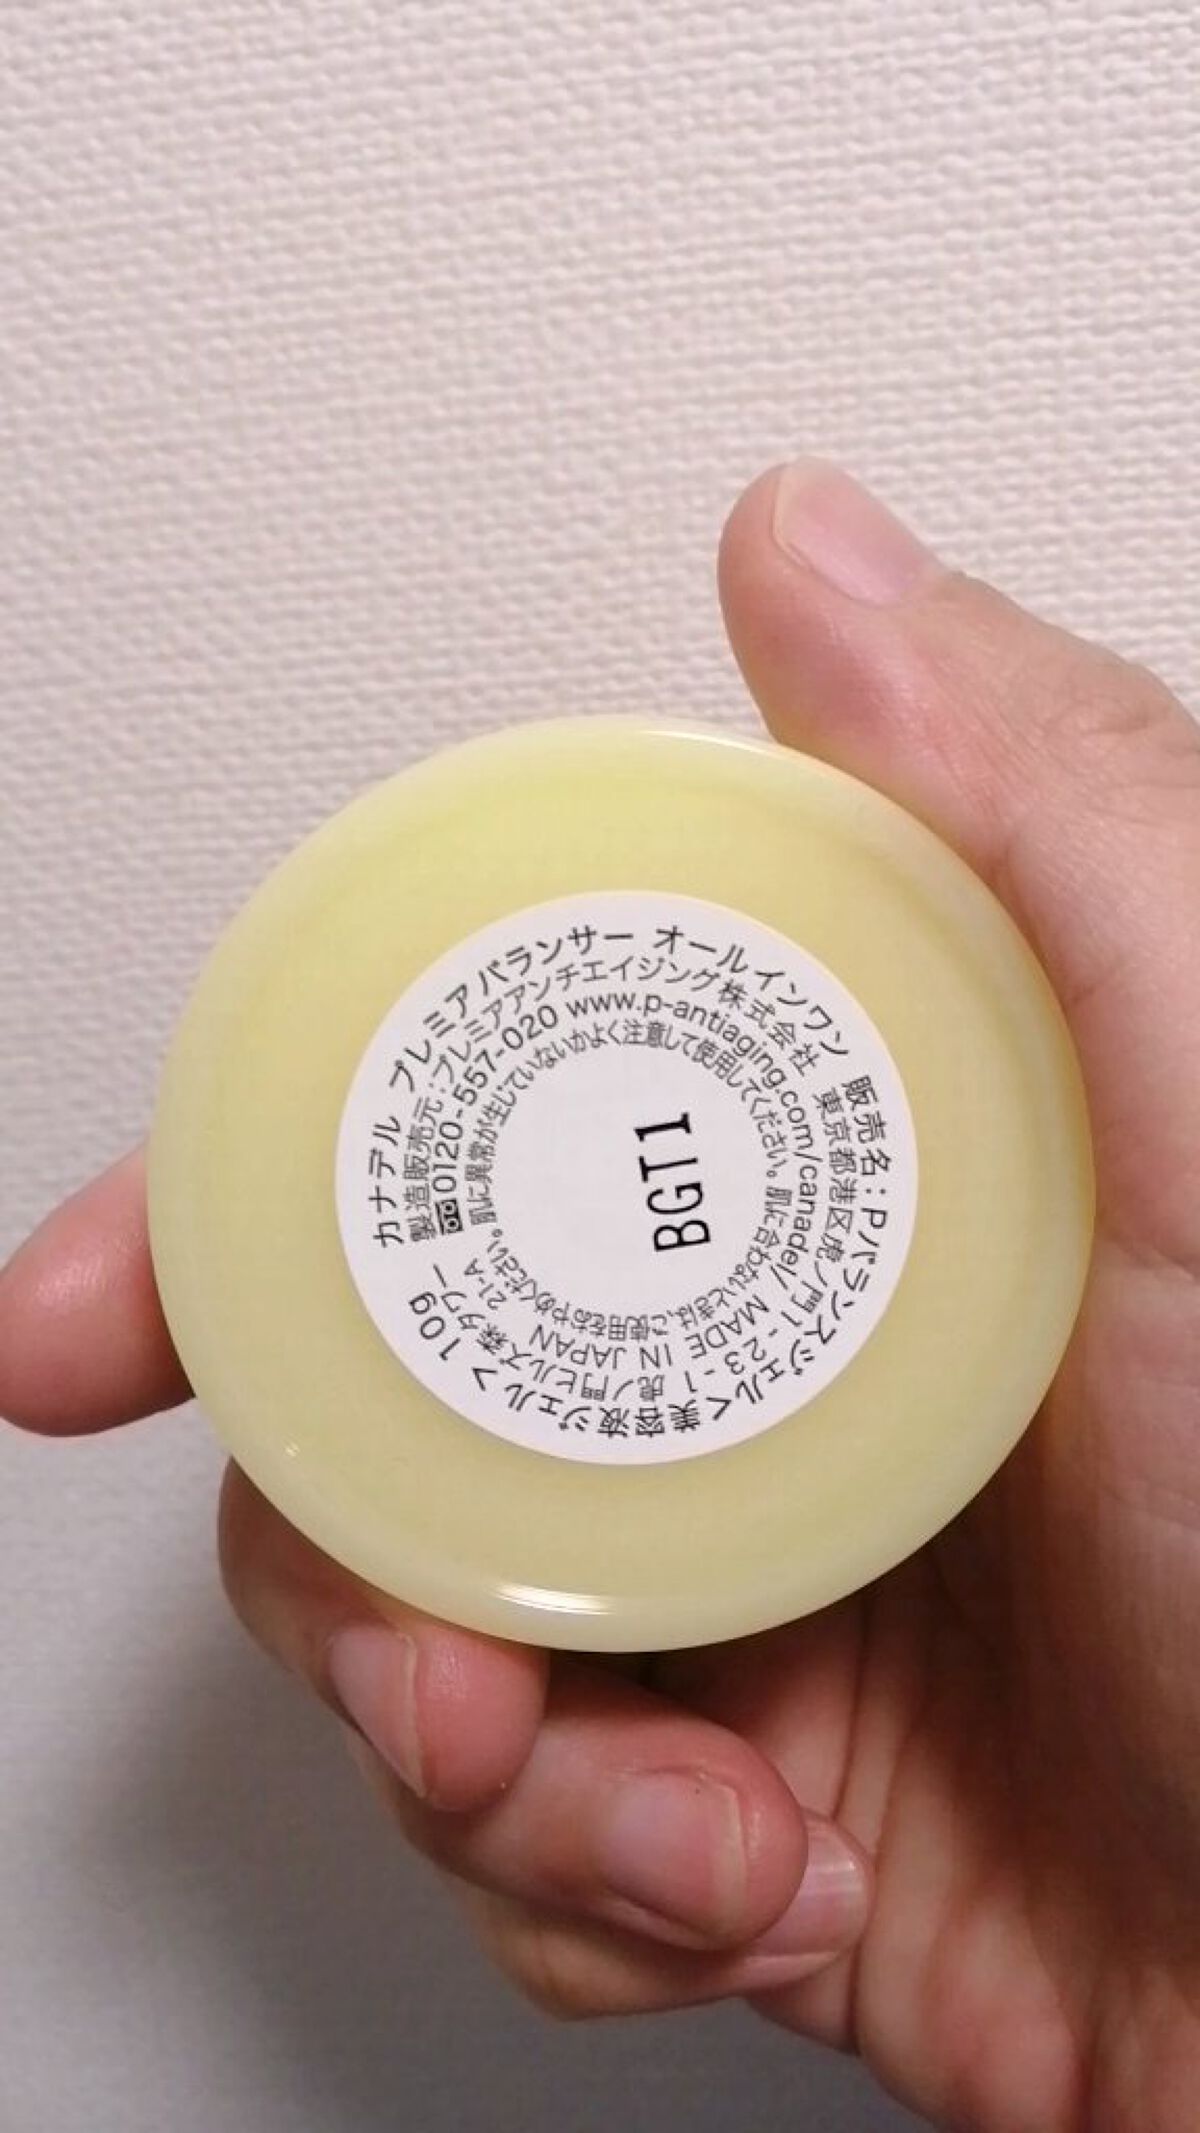 カナデル プレミアバランサー オールインワン 販売名：Pバランスジェルく美容液ジェル> 10g
製造販売元：プレミアアンチエイジング株式会社 東京都港区虎ノ門1-23-1 虎ノ門ヒルズ森タワー
0120-557-020 www.p-antiaging.com/canadel/ MADE IN JAPAN 21-A
肌に異常が生じていないかよく注意して使用してください。肌に合わないときは、ご使用をおやめください。
BGT1